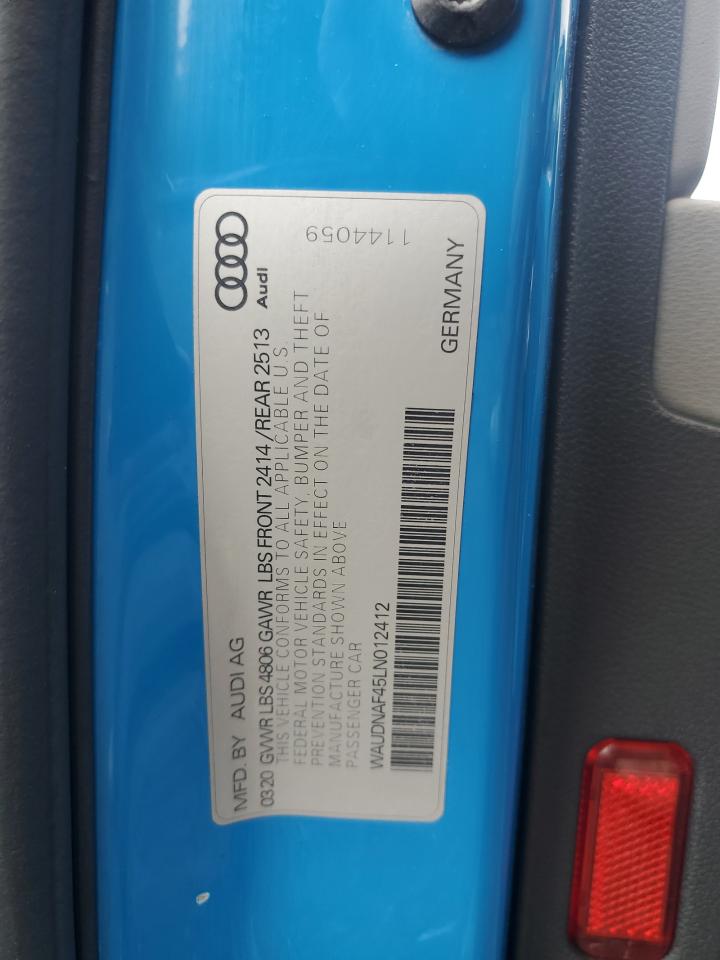 MFD. BY AUDI AG
0320 GVWR LBS 4806 GAWR LBS FRONT 2414 /REAR 2513
THIS VEHICLE CONFORMS TO ALL APPLICABLE U.S.
FEDERAL MOTOR VEHICLE SAFETY, BUMPER AND THEFT
PREVENTION STANDARDS IN EFFECT ON THE DATE OF
MANUFACTURE SHOWN ABOVE
PASSENGER CAR
WAUDNAF45LN012412
Audi
1144059
GERMANY